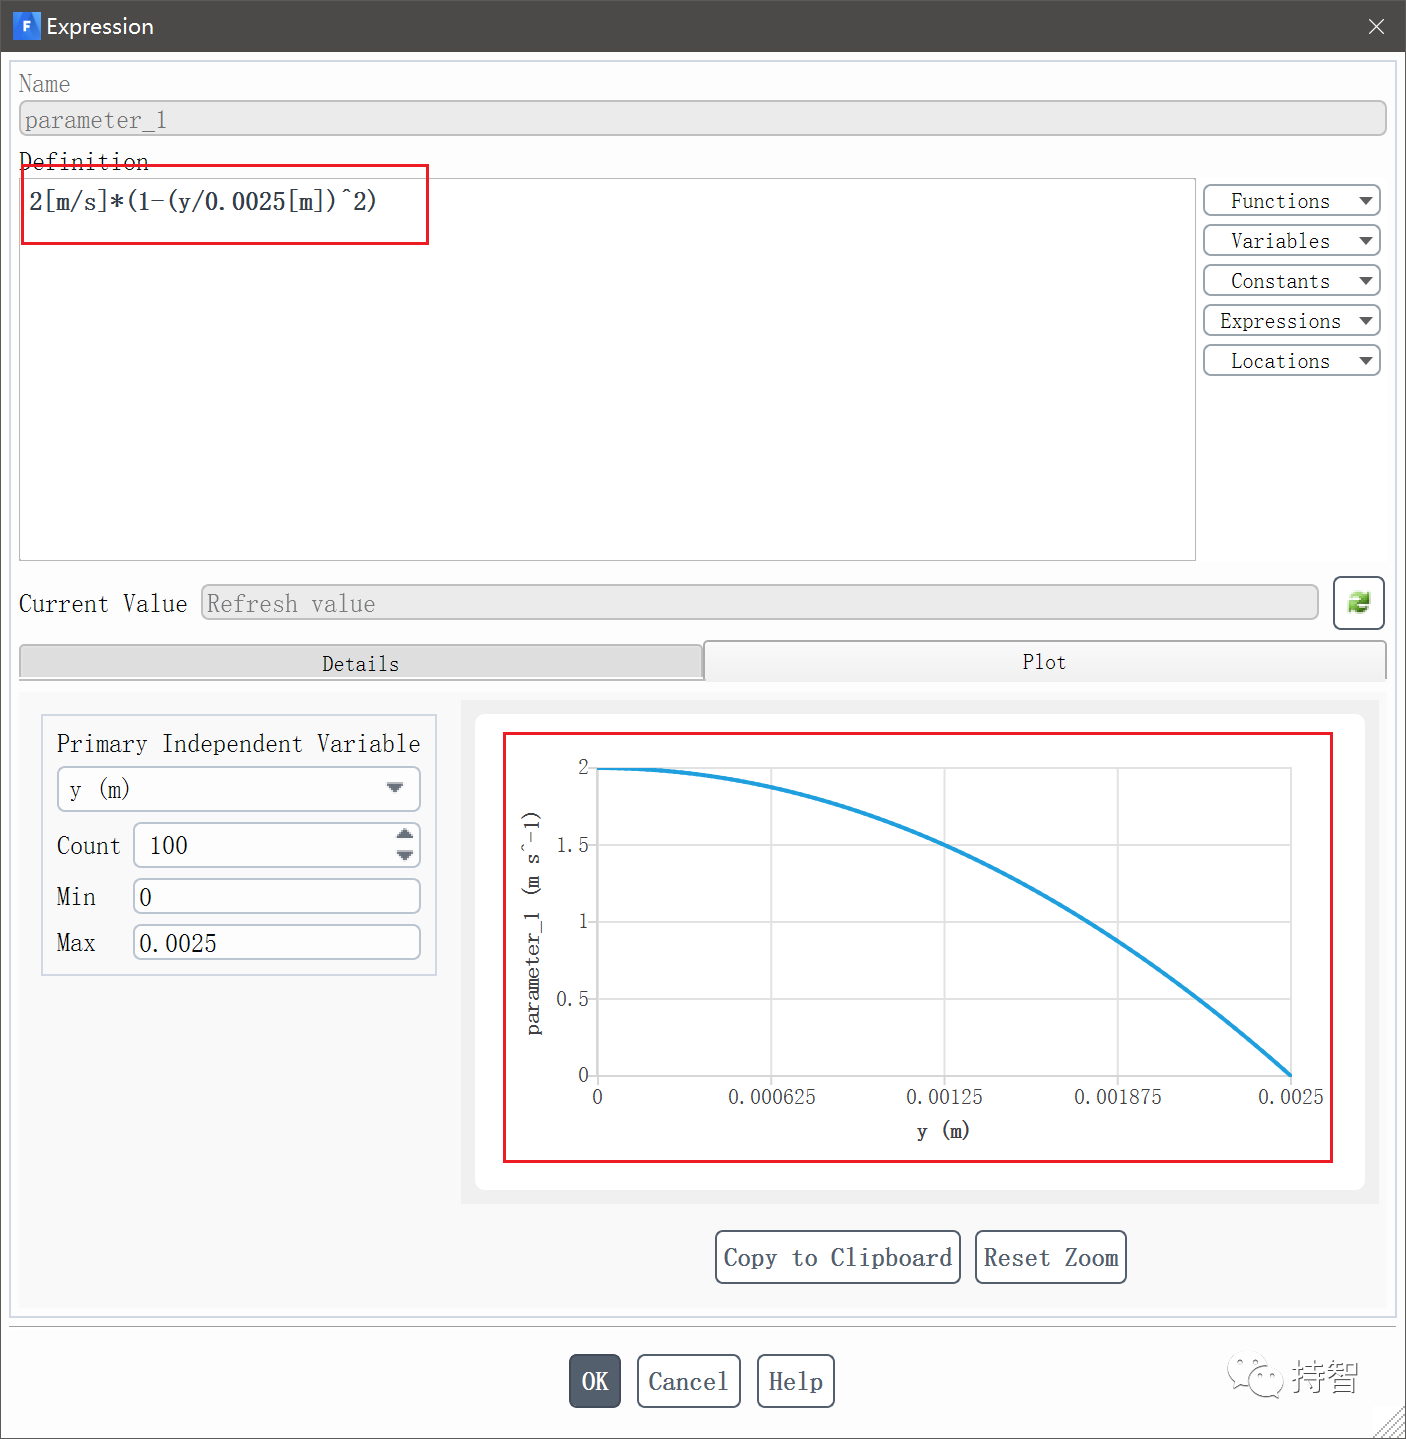 F Expression
Name
parameter_1
Definition
2[m/s]*(1-(y/0.0025[m])^2)
Functions
Variables
Constants
Expressions
Locations
Current Value Refresh value
Details Plot
Primary Independent Variable
y (m)
Count 100
Min 0
Max 0.0025
parameter_1 (m s^-1)
2
1.5
1
0.5
0
0 0.000625 0.00125 0.001875 0.0025
y (m)
Copy to Clipboard Reset Zoom
OK Cancel Help
持智